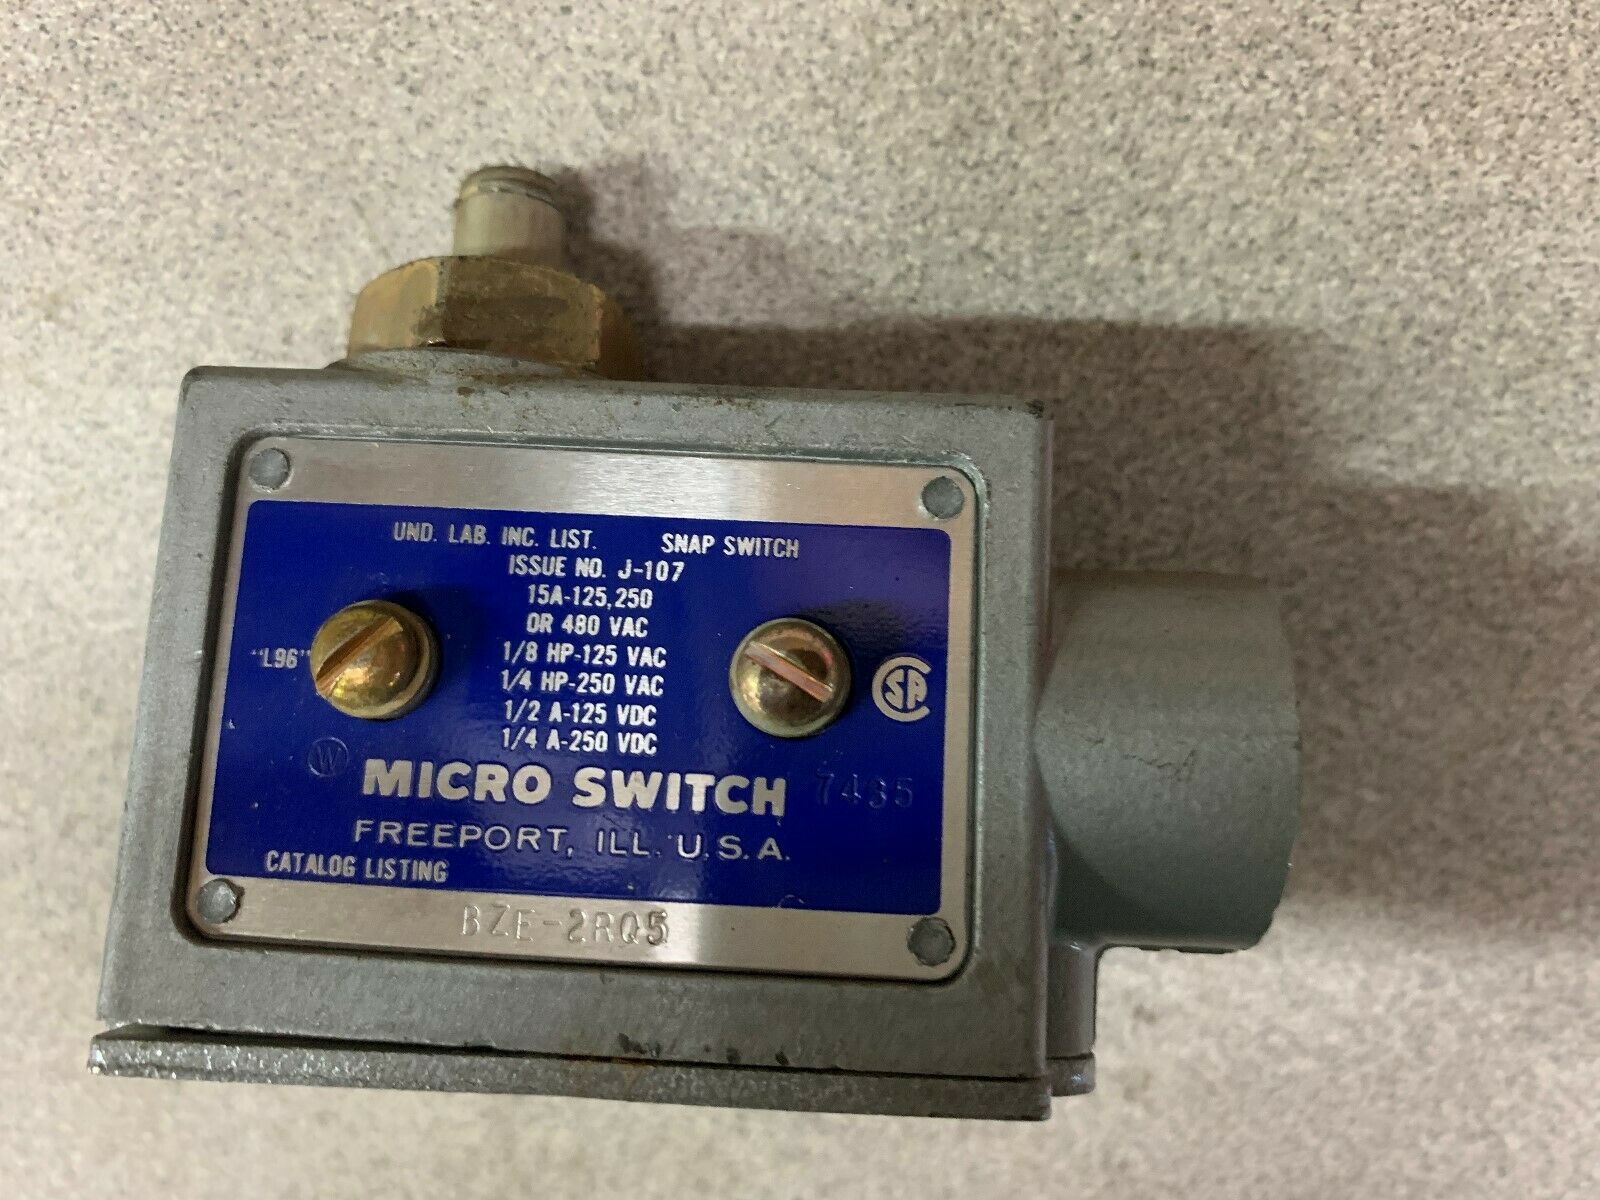 UND. LAB. INC. LIST. SNAP SWITCH
ISSUE NO. J-107
15A-125,250
OR 480 VAC
"L96" 1/8 HP-125 VAC
1/4 HP-250 VAC
1/2 A-125 VDC
1/4 A-250 VDC
CSA
W
MICRO SWITCH 7435
FREEPORT, ILL. U.S.A.
CATALOG LISTING
BZE-2RQ5